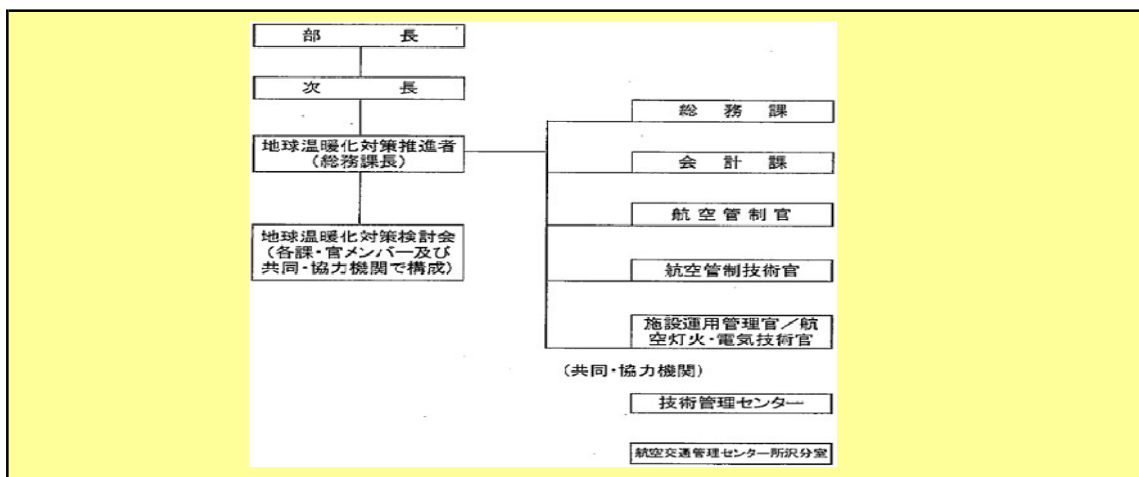 部長
次長
地球温暖化対策推進者
(総務課長)
地球温暖化対策検討会
(各課・官メンバー及び
共同・協力機関で構成)
総務課
会計課
航空管制官
航空管制技術官
施設運用管理官/航
空灯火・電気技術官
(共同・協力機関)
技術管理センター
航空交通管理センター所沢分室